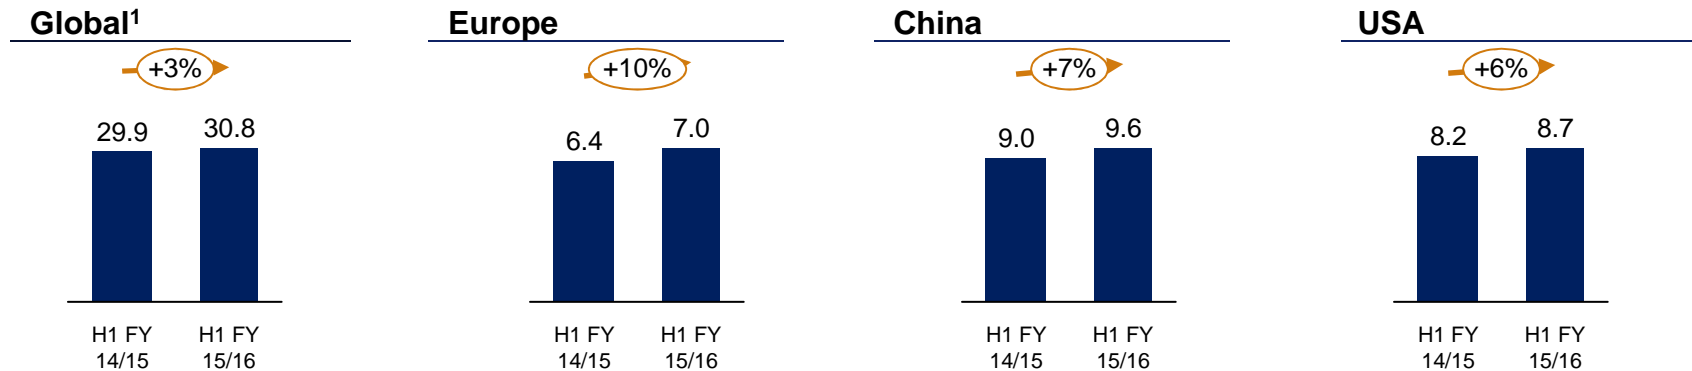 Global1
+3%
29.9
30.8
H1 FY
14/15
H1 FY
15/16
Europe
+10%
6.4
7.0
H1 FY
14/15
H1 FY
15/16
China
+7%
9.0
9.6
H1 FY
14/15
H1 FY
15/16
USA
+6%
8.2
8.7
H1 FY
14/15
H1 FY
15/16